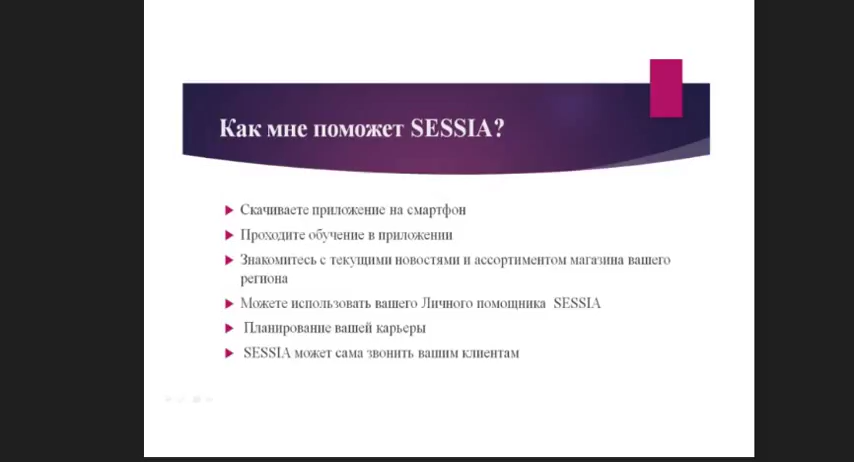 Как мне поможет SESSIA?
Скачиваете приложение на смартфон
Проходите обучение в приложении
Знакомитесь с текущими новостями и ассортиментом магазина вашего
региона
Можете использовать вашего Личного помощника SESSIA
Планирование вашей карьеры
SESSIA может сама звонить вашим клиентам